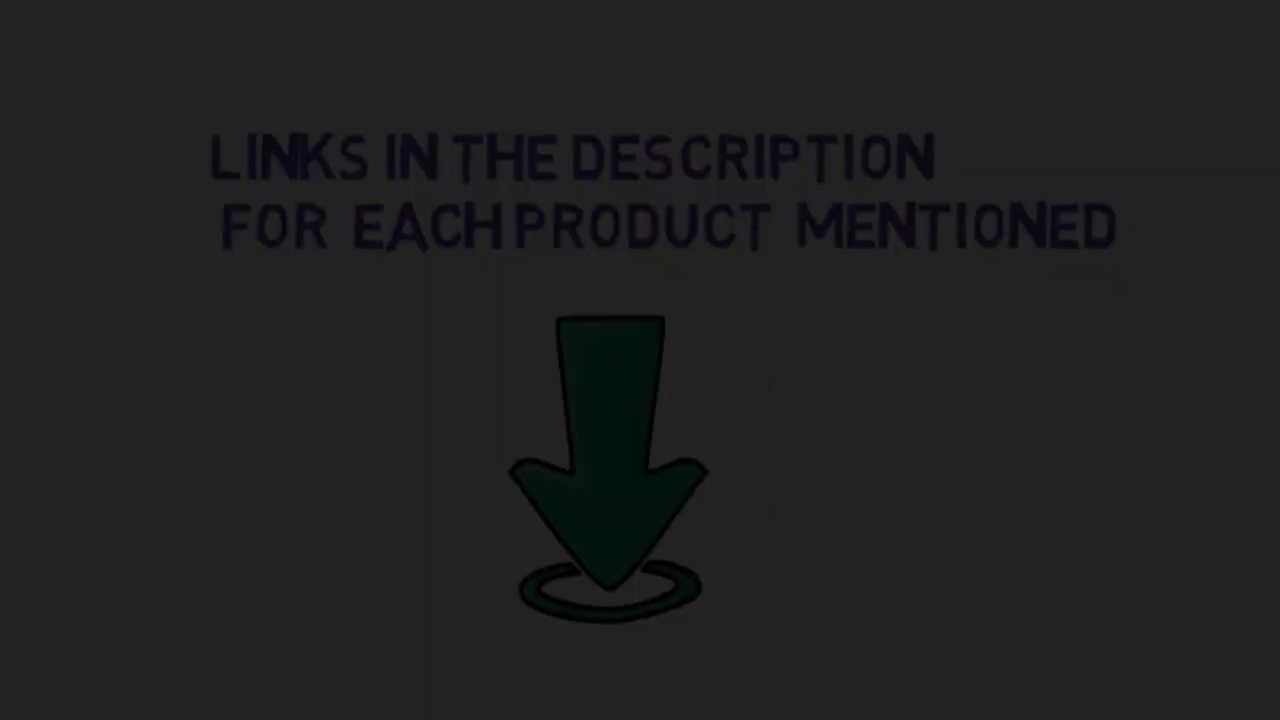 LINKS IN THE DESCRIPTION
FOR EACH PRODUCT MENTIONED